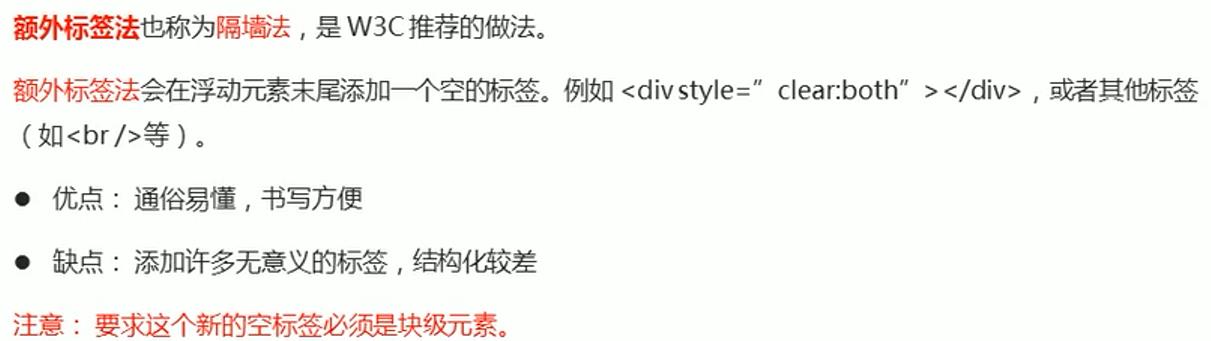 额外标签法也称为隔墙法，是 W3C 推荐的做法。
额外标签法会在浮动元素末尾添加一个空的标签。例如 <div style=”clear:both”></div>，或者其他标签
（如<br />等）。
● 优点： 通俗易懂，书写方便
● 缺点： 添加许多无意义的标签，结构化较差
注意： 要求这个新的空标签必须是块级元素。